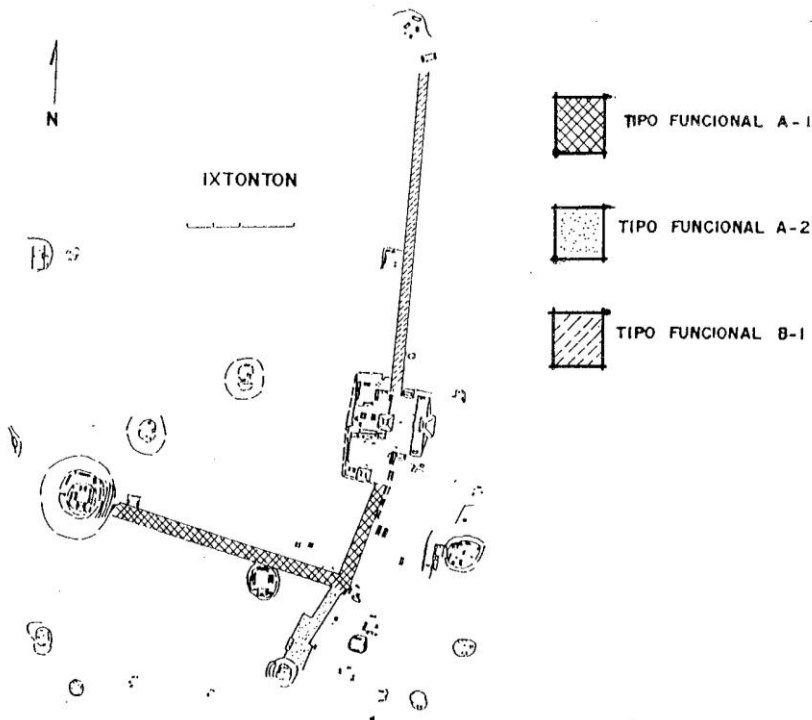 N
IXTONTON
TIPO FUNCIONAL A-1
TIPO FUNCIONAL A-2
TIPO FUNCIONAL B-1